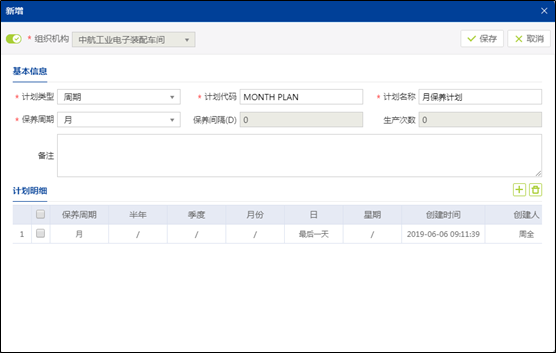 新增
* 组织机构 中航工业电子装配车间 保存 取消
基本信息
* 计划类型 周期 * 计划代码 MONTH PLAN * 计划名称 月保养计划
* 保养周期 月 保养间隔(D) 0 生产次数 0
备注
计划明细
保养周期 半年 季度 月份 日 星期 创建时间 创建人
1 月 / / / 最后一天 / 2019-06-06 09:11:39 周全